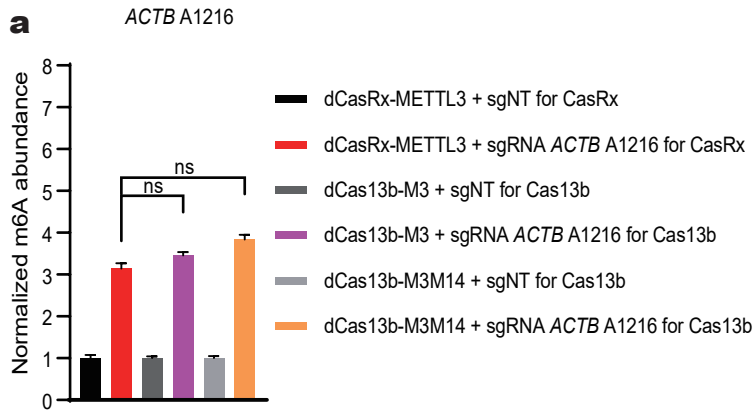 a
ACTB A1216
Normalized m6A abundance
8
7
6
5
4
3
2
1
0
ns
ns
dCasRx-METTL3 + sgNT for CasRx
dCasRx-METTL3 + sgRNA ACTB A1216 for CasRx
dCas13b-M3 + sgNT for Cas13b
dCas13b-M3 + sgRNA ACTB A1216 for Cas13b
dCas13b-M3M14 + sgNT for Cas13b
dCas13b-M3M14 + sgRNA ACTB A1216 for Cas13b